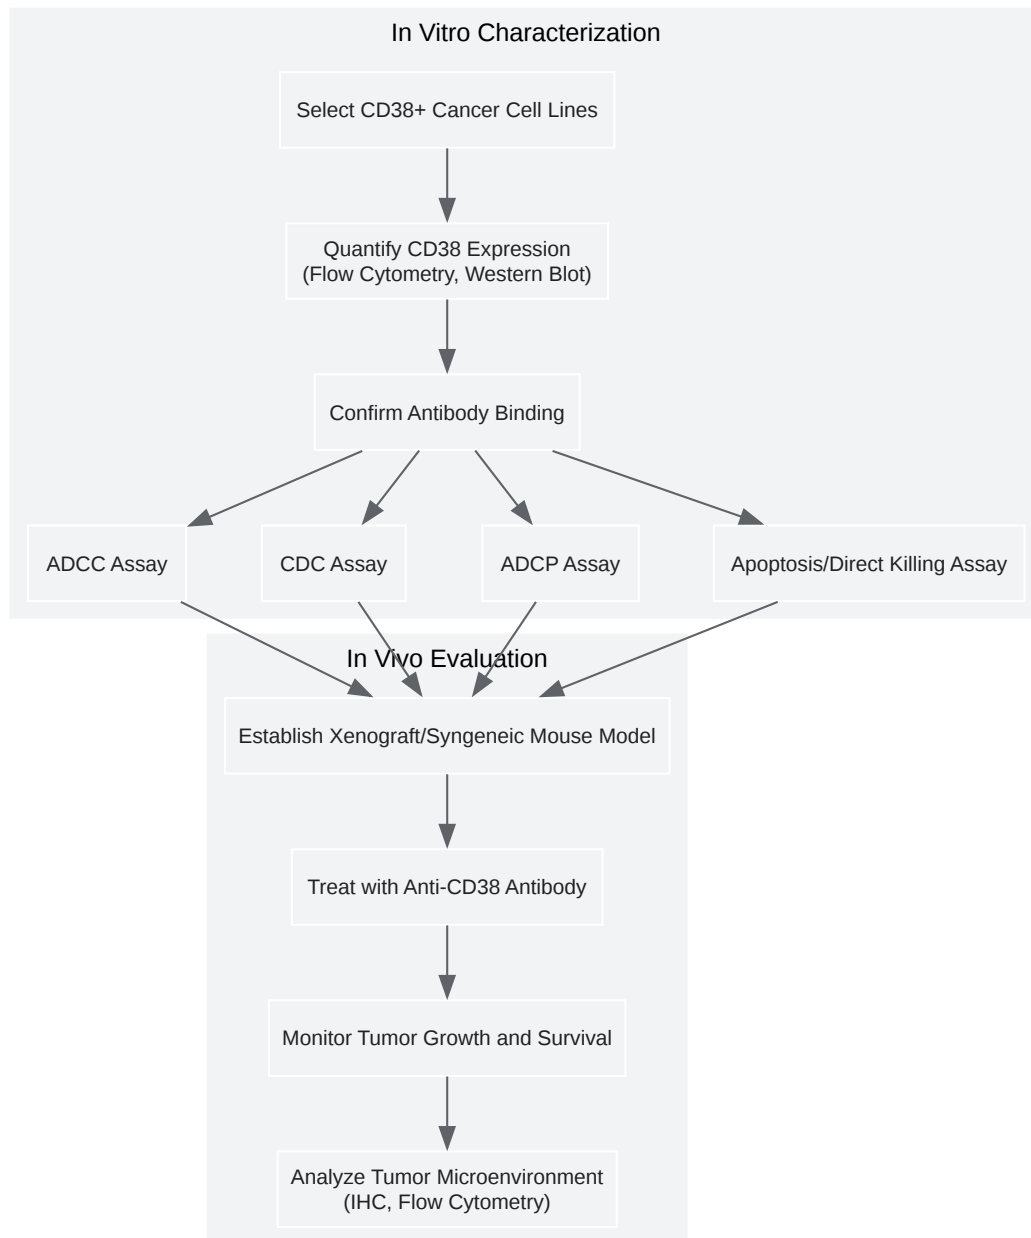 In Vitro Characterization
Select CD38+ Cancer Cell Lines
Quantify CD38 Expression
(Flow Cytometry, Western Blot)
Confirm Antibody Binding
ADCC Assay
CDC Assay
ADCP Assay
Apoptosis/Direct Killing Assay
In Vivo Evaluation
Establish Xenograft/Syngeneic Mouse Model
Treat with Anti-CD38 Antibody
Monitor Tumor Growth and Survival
Analyze Tumor Microenvironment
(IHC, Flow Cytometry)